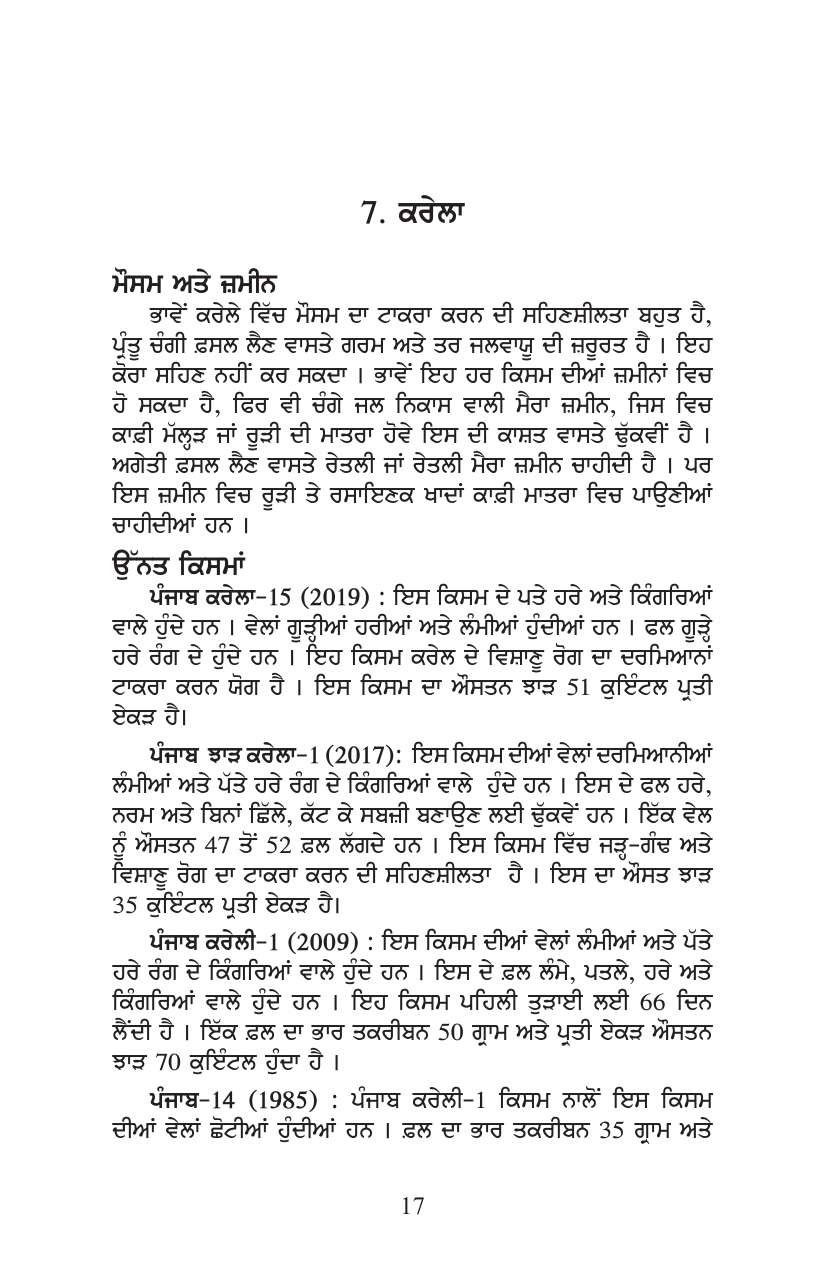 7. ਕਰੇਲਾ
ਮੌਸਮ ਅਤੇ ਜ਼ਮੀਨ
ਭਾਵੇਂ ਕਰੇਲੇ ਵਿੱਚ ਮੌਸਮ ਦਾ ਟਾਕਰਾ ਕਰਨ ਦੀ ਸਹਿਣਸ਼ੀਲਤਾ ਬਹੁਤ ਹੈ,
ਪ੍ਰੰਤੂ ਚੰਗੀ ਫ਼ਸਲ ਲੈਣ ਵਾਸਤੇ ਗਰਮ ਅਤੇ ਤਰ ਜਲਵਾਯੂ ਦੀ ਜ਼ਰੂਰਤ ਹੈ । ਇਹ
ਕੋਰਾ ਸਹਿਣ ਨਹੀਂ ਕਰ ਸਕਦਾ । ਭਾਵੇਂ ਇਹ ਹਰ ਕਿਸਮ ਦੀਆਂ ਜ਼ਮੀਨਾਂ ਵਿਚ
ਹੋ ਸਕਦਾ ਹੈ, ਫਿਰ ਵੀ ਚੰਗੇ ਜਲ ਨਿਕਾਸ ਵਾਲੀ ਮੈਰਾ ਜ਼ਮੀਨ, ਜਿਸ ਵਿਚ
ਕਾਫ਼ੀ ਮੱਲ੍ਹੜ ਜਾਂ ਰੂੜੀ ਦੀ ਮਾਤਰਾ ਹੋਵੇ ਇਸ ਦੀ ਕਾਸ਼ਤ ਵਾਸਤੇ ਢੁੱਕਵੀਂ ਹੈ ।
ਅਗੇਤੀ ਫ਼ਸਲ ਲੈਣ ਵਾਸਤੇ ਰੇਤਲੀ ਜਾਂ ਰੇਤਲੀ ਮੈਰਾ ਜ਼ਮੀਨ ਚਾਹੀਦੀ ਹੈ । ਪਰ
ਇਸ ਜ਼ਮੀਨ ਵਿਚ ਰੂੜੀ ਤੇ ਰਸਾਇਣਕ ਖਾਦਾਂ ਕਾਫ਼ੀ ਮਾਤਰਾ ਵਿਚ ਪਾਉਣੀਆਂ
ਚਾਹੀਦੀਆਂ ਹਨ ।
ਉੱਨਤ ਕਿਸਮਾਂ
ਪੰਜਾਬ ਕਰੇਲਾ-15 (2019) : ਇਸ ਕਿਸਮ ਦੇ ਪਤੇ ਹਰੇ ਅਤੇ ਕਿੰਗਰਿਆਂ
ਵਾਲੇ ਹੁੰਦੇ ਹਨ । ਵੇਲਾਂ ਗੂੜ੍ਹੀਆਂ ਹਰੀਆਂ ਅਤੇ ਲੰਮੀਆਂ ਹੁੰਦੀਆਂ ਹਨ । ਫਲ ਗੂੜ੍ਹੇ
ਹਰੇ ਰੰਗ ਦੇ ਹੁੰਦੇ ਹਨ । ਇਹ ਕਿਸਮ ਕਰੇਲ ਦੇ ਵਿਸ਼ਾਣੂ ਰੋਗ ਦਾ ਦਰਮਿਆਨਾਂ
ਟਾਕਰਾ ਕਰਨ ਯੋਗ ਹੈ । ਇਸ ਕਿਸਮ ਦਾ ਔਸਤਨ ਝਾੜ 51 ਕੁਇੰਟਲ ਪ੍ਰਤੀ
ਏਕੜ ਹੈ।
ਪੰਜਾਬ ਝਾੜ ਕਰੇਲਾ-1 (2017): ਇਸ ਕਿਸਮ ਦੀਆਂ ਵੇਲਾਂ ਦਰਮਿਆਨੀਆਂ
ਲੰਮੀਆਂ ਅਤੇ ਪੱਤੇ ਹਰੇ ਰੰਗ ਦੇ ਕਿੰਗਰਿਆਂ ਵਾਲੇ ਹੁੰਦੇ ਹਨ । ਇਸ ਦੇ ਫਲ ਹਰੇ,
ਨਰਮ ਅਤੇ ਬਿਨਾਂ ਛਿੱਲੇ, ਕੱਟ ਕੇ ਸਬਜ਼ੀ ਬਣਾਉਣ ਲਈ ਢੁੱਕਵੇਂ ਹਨ । ਇੱਕ ਵੇਲ
ਨੂੰ ਔਸਤਨ 47 ਤੋਂ 52 ਫ਼ਲ ਲੱਗਦੇ ਹਨ । ਇਸ ਕਿਸਮ ਵਿੱਚ ਜੜ੍ਹ-ਗੰਢ ਅਤੇ
ਵਿਸ਼ਾਣੂ ਰੋਗ ਦਾ ਟਾਕਰਾ ਕਰਨ ਦੀ ਸਹਿਣਸ਼ੀਲਤਾ ਹੈ । ਇਸ ਦਾ ਔਸਤ ਝਾੜ
35 ਕੁਇੰਟਲ ਪ੍ਰਤੀ ਏਕੜ ਹੈ।
ਪੰਜਾਬ ਕਰੇਲੀ-1 (2009) : ਇਸ ਕਿਸਮ ਦੀਆਂ ਵੇਲਾਂ ਲੰਮੀਆਂ ਅਤੇ ਪੱਤੇ
ਹਰੇ ਰੰਗ ਦੇ ਕਿੰਗਰਿਆਂ ਵਾਲੇ ਹੁੰਦੇ ਹਨ । ਇਸ ਦੇ ਫ਼ਲ ਲੰਮੇ, ਪਤਲੇ, ਹਰੇ ਅਤੇ
ਕਿੰਗਰਿਆਂ ਵਾਲੇ ਹੁੰਦੇ ਹਨ । ਇਹ ਕਿਸਮ ਪਹਿਲੀ ਤੁੜਾਈ ਲਈ 66 ਦਿਨ
ਲੈਂਦੀ ਹੈ । ਇੱਕ ਫ਼ਲ ਦਾ ਭਾਰ ਤਕਰੀਬਨ 50 ਗ੍ਰਾਮ ਅਤੇ ਪ੍ਰਤੀ ਏਕੜ ਔਸਤਨ
ਝਾੜ 70 ਕੁਇੰਟਲ ਹੁੰਦਾ ਹੈ ।
ਪੰਜਾਬ-14 (1985) : ਪੰਜਾਬ ਕਰੇਲੀ-1 ਕਿਸਮ ਨਾਲੋਂ ਇਸ ਕਿਸਮ
ਦੀਆਂ ਵੇਲਾਂ ਛੋਟੀਆਂ ਹੁੰਦੀਆਂ ਹਨ । ਫ਼ਲ ਦਾ ਭਾਰ ਤਕਰੀਬਨ 35 ਗ੍ਰਾਮ ਅਤੇ
17